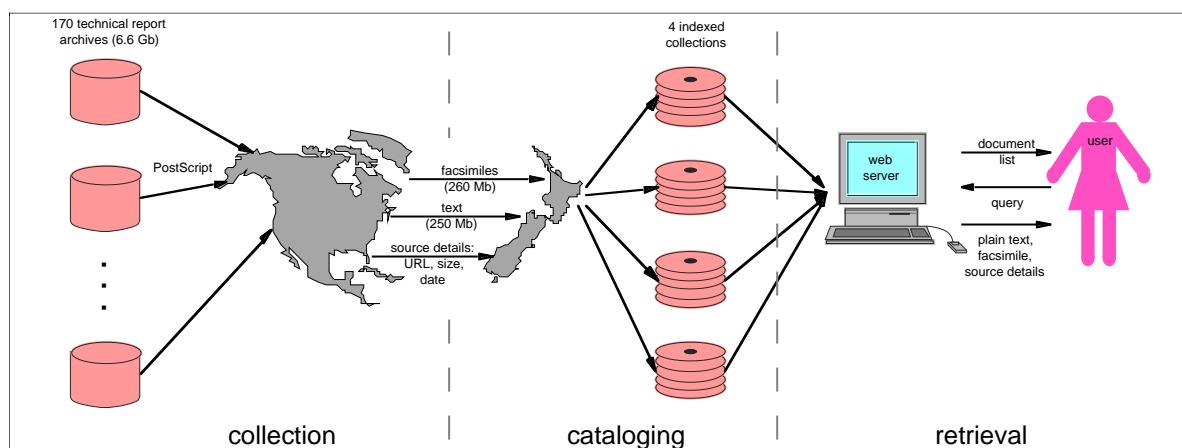 170 technical report
archives (6.6 Gb)
PostScript
facsimiles
(260 Mb)
text
(250 Mb)
source details:
URL, size,
date
4 indexed
collections
web
server
document
list
query
plain text,
facsimile,
source details
user
collection
cataloging
retrieval